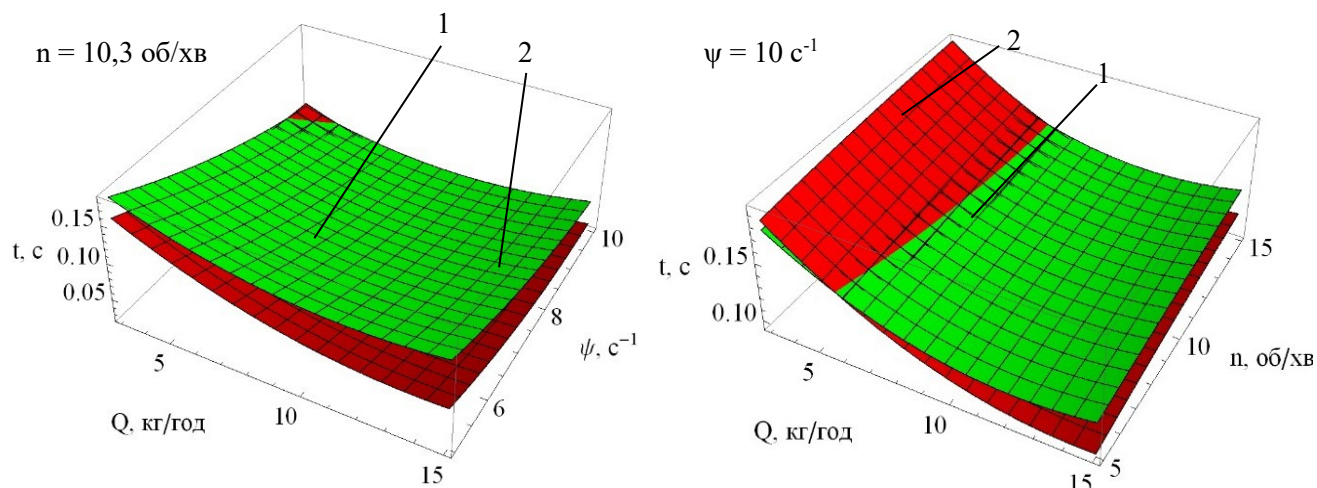 n = 10,3 об/хв
1
2
0.15
0.10
0.05
t, с
5
10
15
Q, кг/год
6
8
10
ψ, с⁻¹
ψ = 10 с⁻¹
2
1
0.15
0.10
t, с
5
10
15
Q, кг/год
5
10
15
n, об/хв